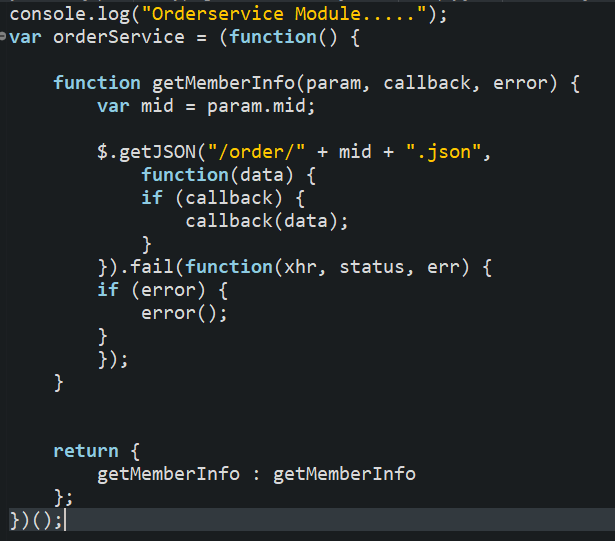 console.log("Orderservice Module.....");
var orderService = (function() {
function getMemberInfo(param, callback, error) {
var mid = param.mid;
$.getJSON("/order/" + mid + ".json",
function(data) {
if (callback) {
callback(data);
}
}).fail(function(xhr, status, err) {
if (error) {
error();
}
});
}
return {
getMemberInfo : getMemberInfo
};
})();